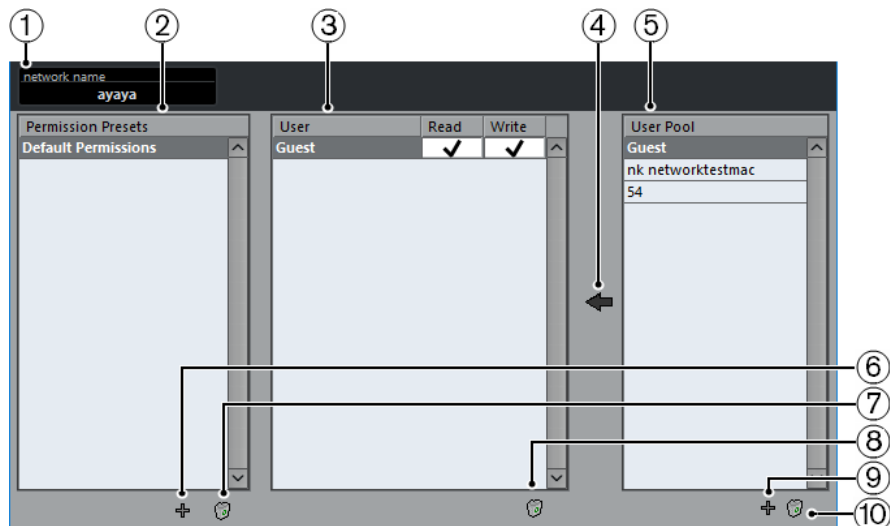 1 2 3 4 5
network name
ayaya
Permission Presets
User Read Write
User Pool
Default Permissions
Guest
Guest
nk networktestmac
54
6
7
8
9
10